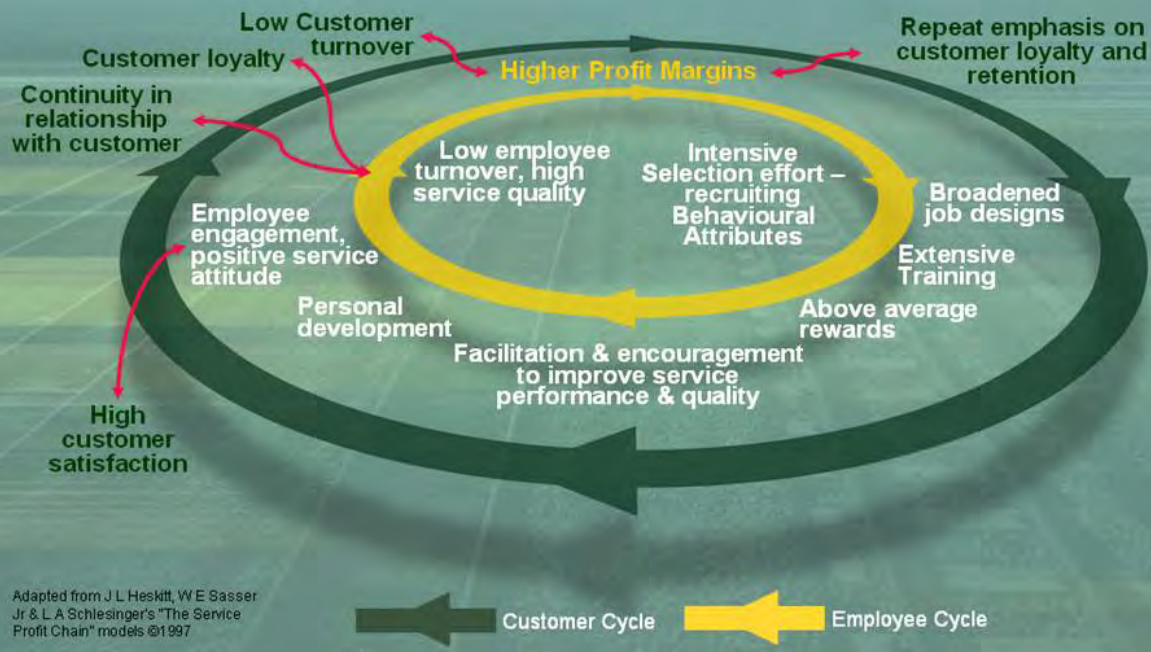 Low Customer
turnover
Customer loyalty
Continuity in
relationship
with customer
Higher Profit Margins
Repeat emphasis on
customer loyalty and
retention
Low employee
turnover, high
service quality
Intensive
Selection effort –
recruiting
Behavioural
Attributes
Broadened
job designs
Employee
engagement,
positive service
attitude
Extensive
Training
Personal
development
Above average
rewards
Facilitation & encouragement
to improve service
performance & quality
High
customer
satisfaction
Adapted from J L Heskitt, W E Sasser
Jr & L A Schlesinger's "The Service
Profit Chain" models ©1997
Customer Cycle
Employee Cycle